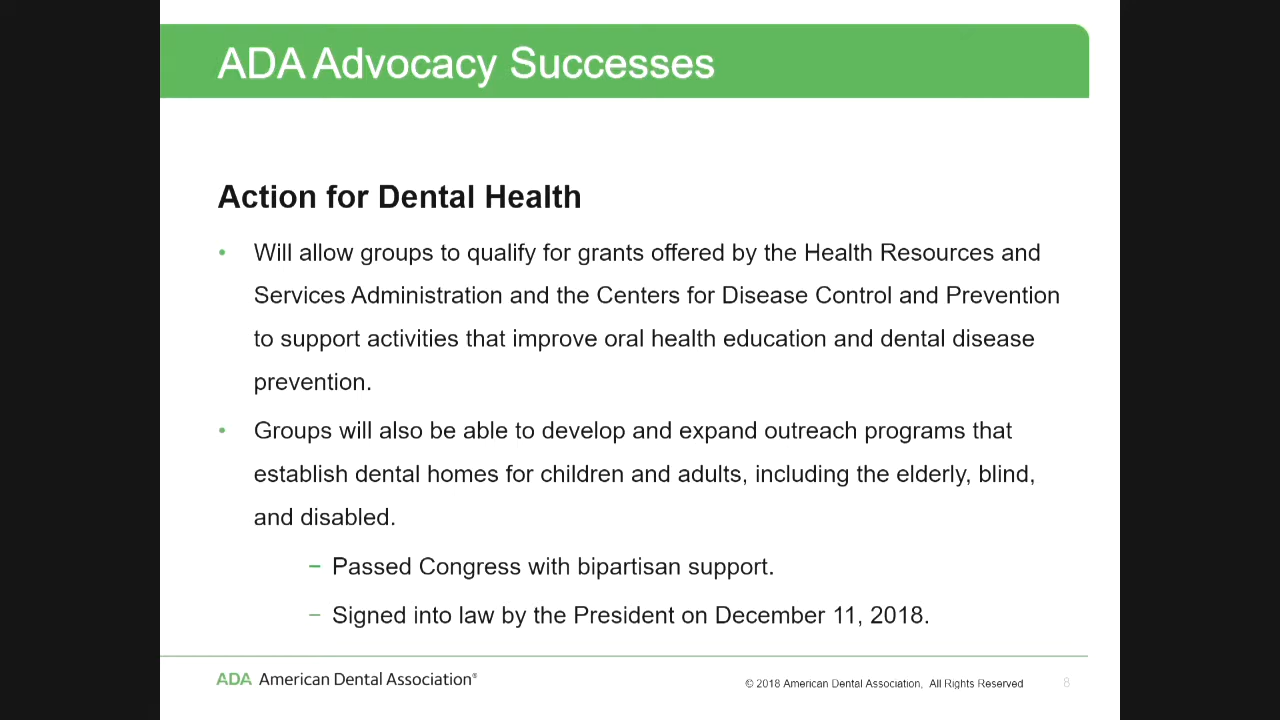 ADA Advocacy Successes
Action for Dental Health
• Will allow groups to qualify for grants offered by the Health Resources and
Services Administration and the Centers for Disease Control and Prevention
to support activities that improve oral health education and dental disease
prevention.
• Groups will also be able to develop and expand outreach programs that
establish dental homes for children and adults, including the elderly, blind,
and disabled.
− Passed Congress with bipartisan support.
− Signed into law by the President on December 11, 2018.
ADA American Dental Association®
© 2018 American Dental Association, All Rights Reserved
8